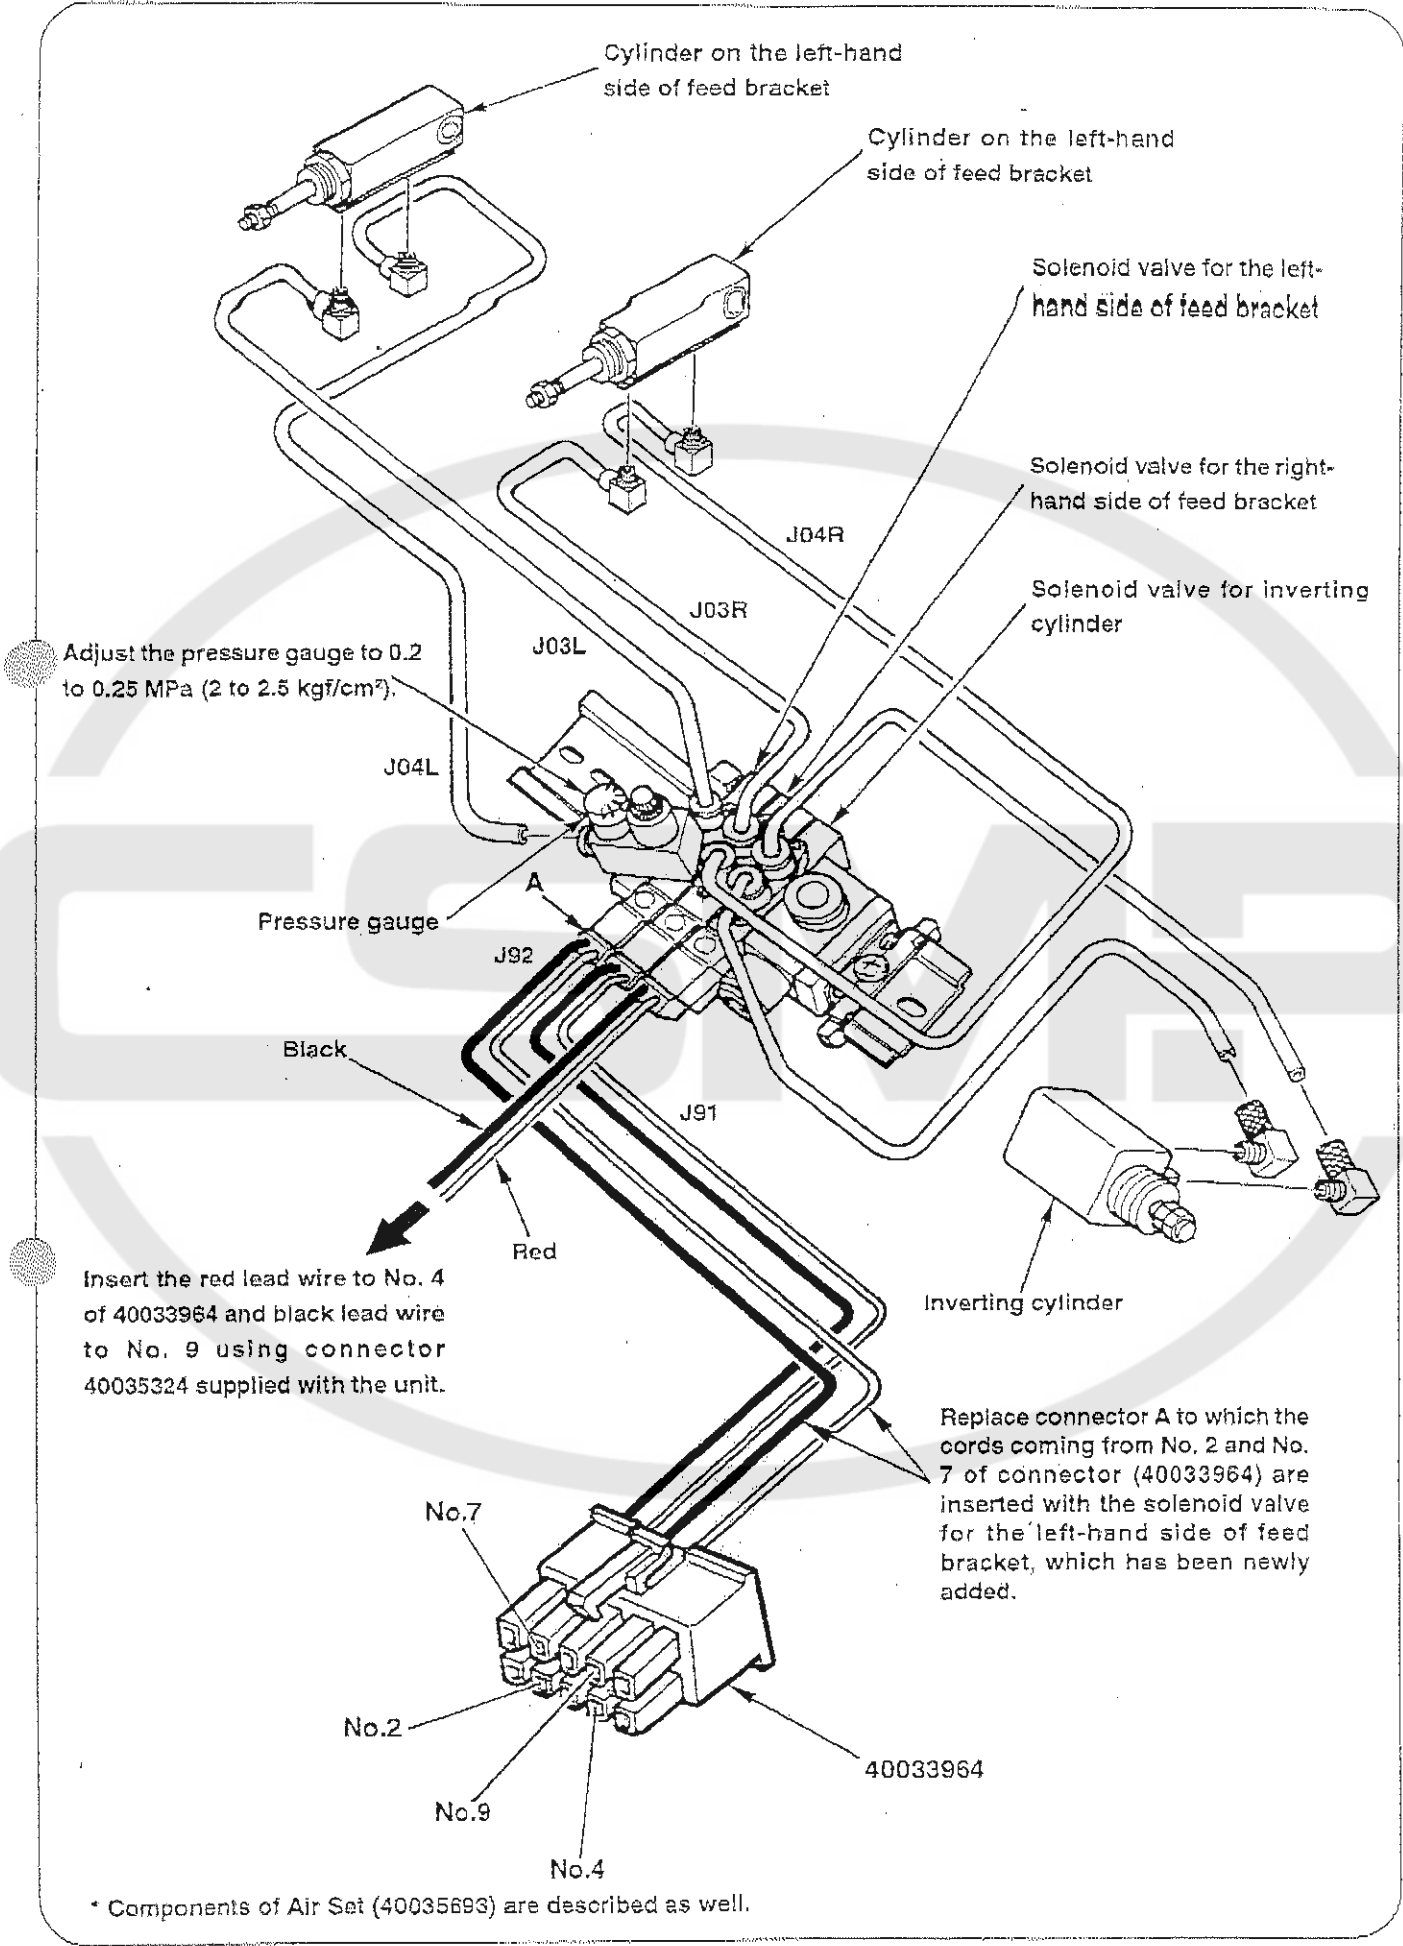 Cylinder on the left-hand
side of feed bracket
Cylinder on the left-hand
side of feed bracket
Solenoid valve for the left-
hand side of feed bracket
Solenoid valve for the right-
hand side of feed bracket
J04R
Solenoid valve for inverting
cylinder
J03R
J03L
Adjust the pressure gauge to 0.2
to 0.25 MPa (2 to 2.5 kgf/cm²).
J04L
A
Pressure gauge
J92
Black
J91
Red
Insert the red lead wire to No. 4
of 40033964 and black lead wire
to No. 9 using connector
40035324 supplied with the unit.
Inverting cylinder
Replace connector A to which the
cords coming from No. 2 and No.
7 of connector (40033964) are
inserted with the solenoid valve
for the left-hand side of feed
bracket, which has been newly
added.
No.7
No.2
40033964
No.9
No.4
* Components of Air Set (40035693) are described as well.
CSMP